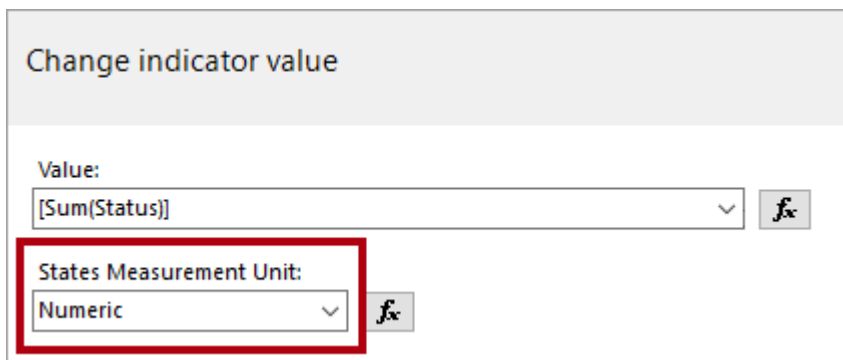 Change indicator value
Value:
[Sum(Status)]
fx
States Measurement Unit:
Numeric
fx